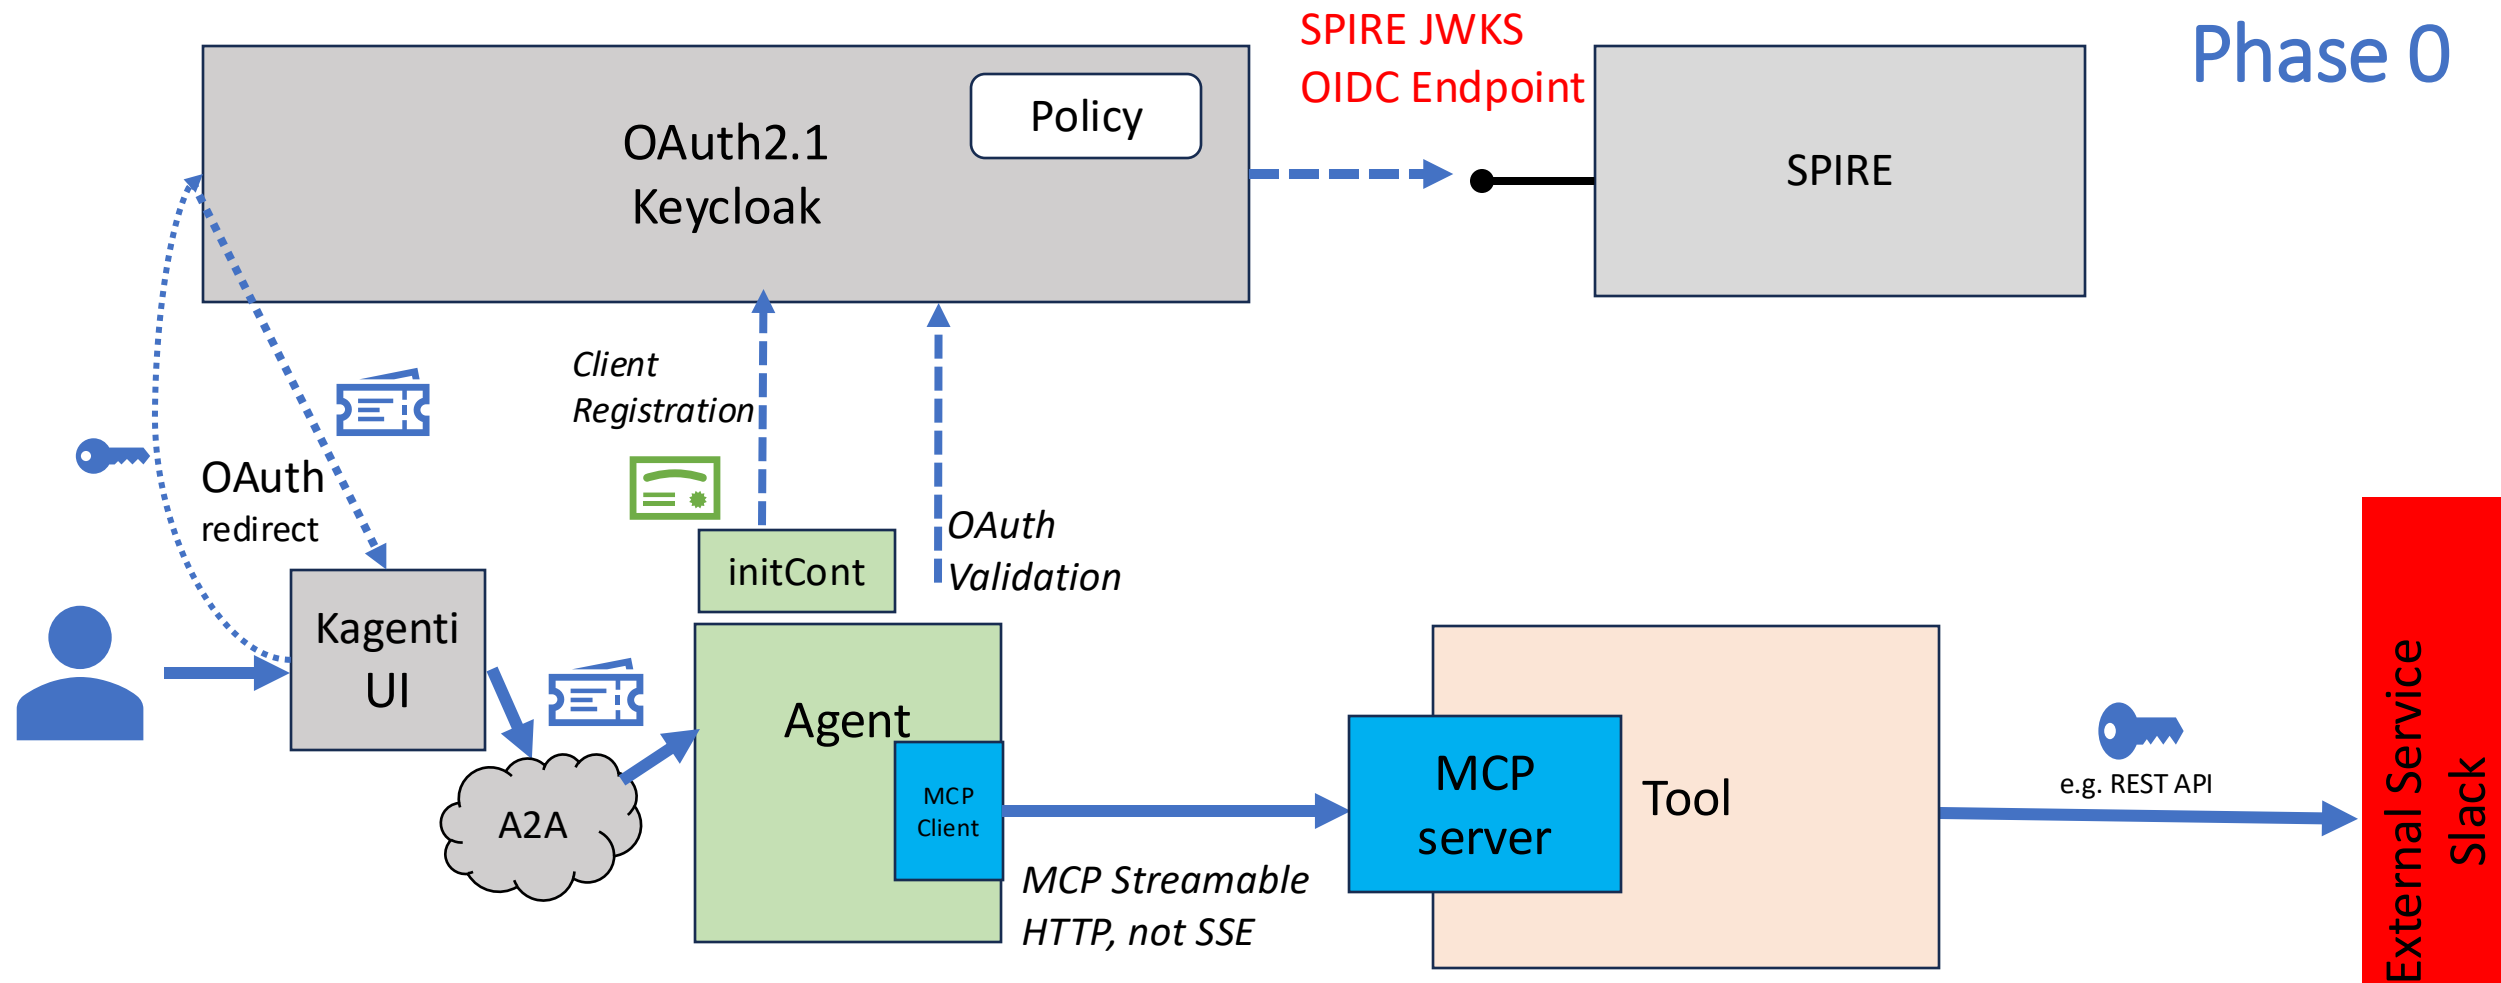 SPIRE JWKS
OIDC Endpoint
Phase 0
Policy
OAuth2.1
Keycloak
SPIRE
Client
Registration
OAuth
redirect
OAuth
Validation
initCont
Kagenti
UI
Agent
A2A
MCP
Client
MCP
server
Tool
e.g. REST API
MCP Streamable
HTTP, not SSE
External Service
Slack